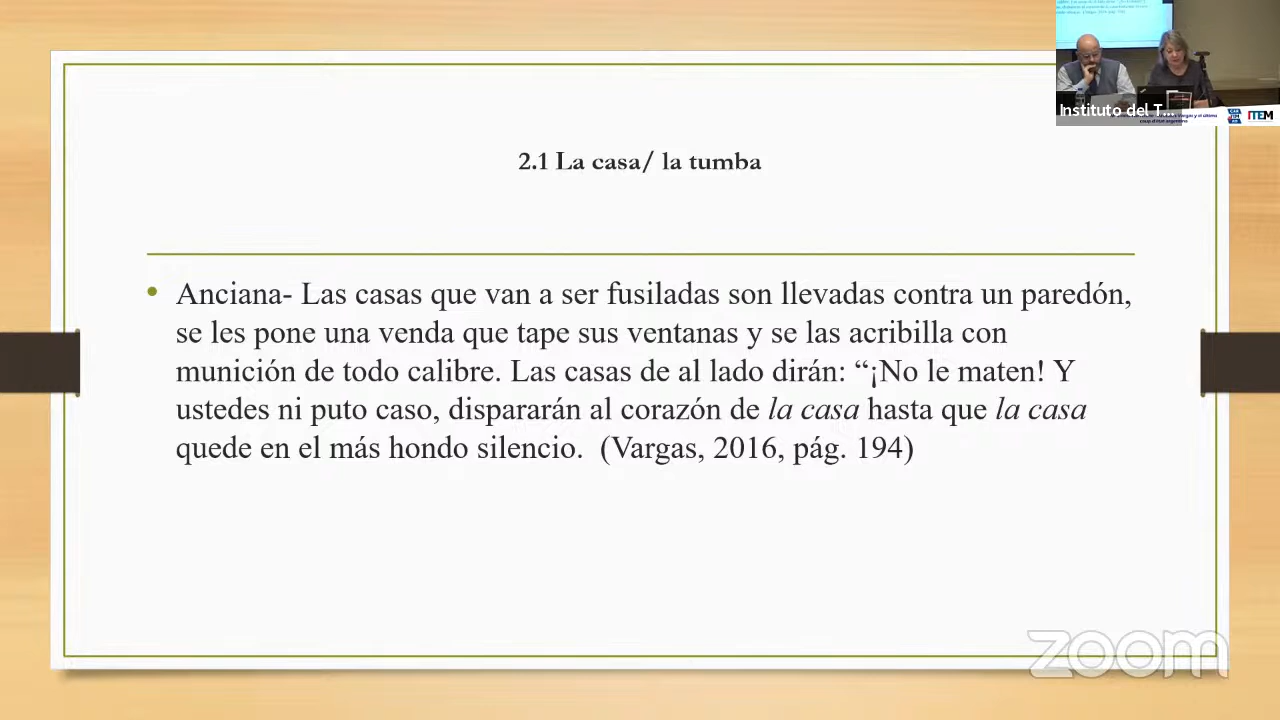 Instituto del T...
ITEM
2.1 La casa/ la tumba
• Anciana- Las casas que van a ser fusiladas son llevadas contra un paredón,
se les pone una venda que tape sus ventanas y se las acribilla con
munición de todo calibre. Las casas de al lado dirán: “¡No le maten! Y
ustedes ni puto caso, dispararán al corazón de la casa hasta que la casa
quede en el más hondo silencio.  (Vargas, 2016, pág. 194)
zoom